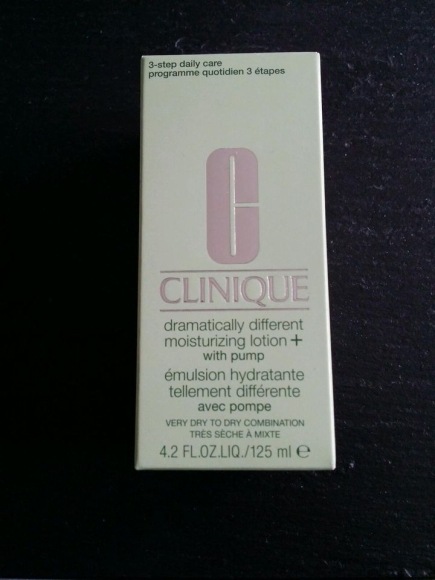 3-step daily care
programme quotidien 3 étapes
C
CLINIQUE
dramatically different
moisturizing lotion +
with pump
émulsion hydratante
tellement différente
avec pompe
VERY DRY TO DRY COMBINATION
TRÈS SÈCHE À MIXTE
4.2 FL.OZ.LIQ./125 ml ℮